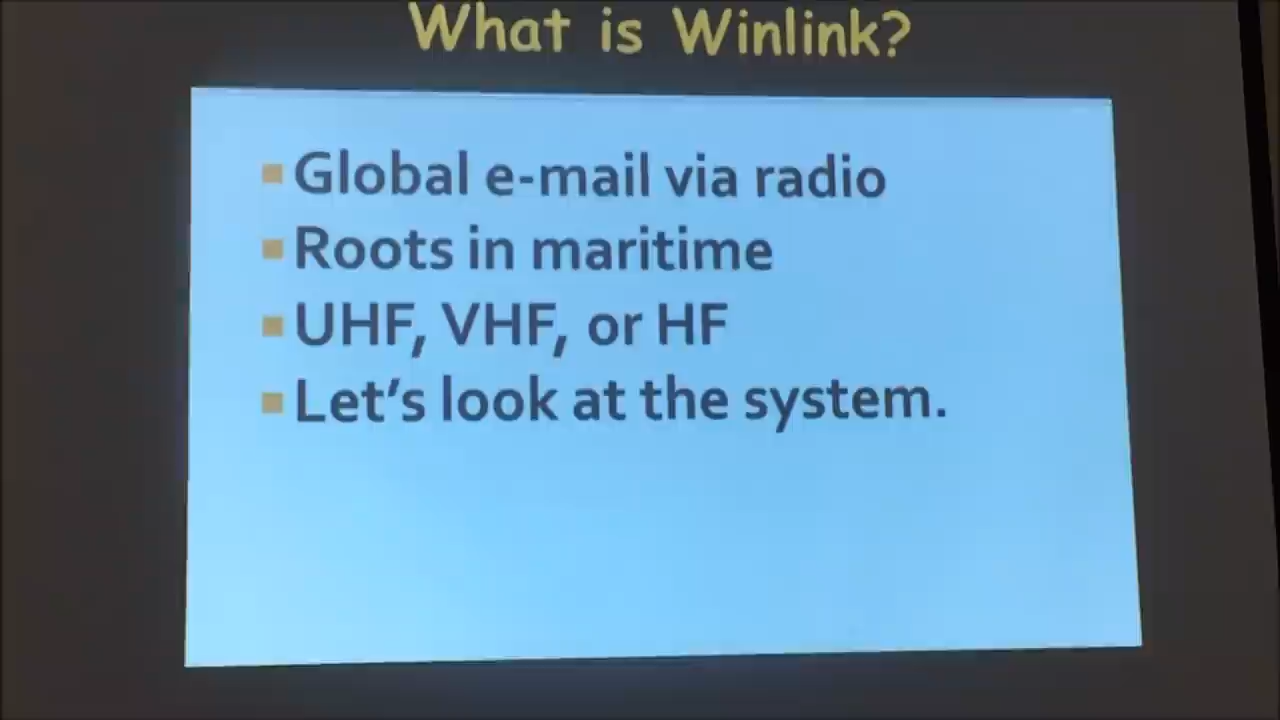 What is Winlink?
Global e-mail via radio
Roots in maritime
UHF, VHF, or HF
Let's look at the system.